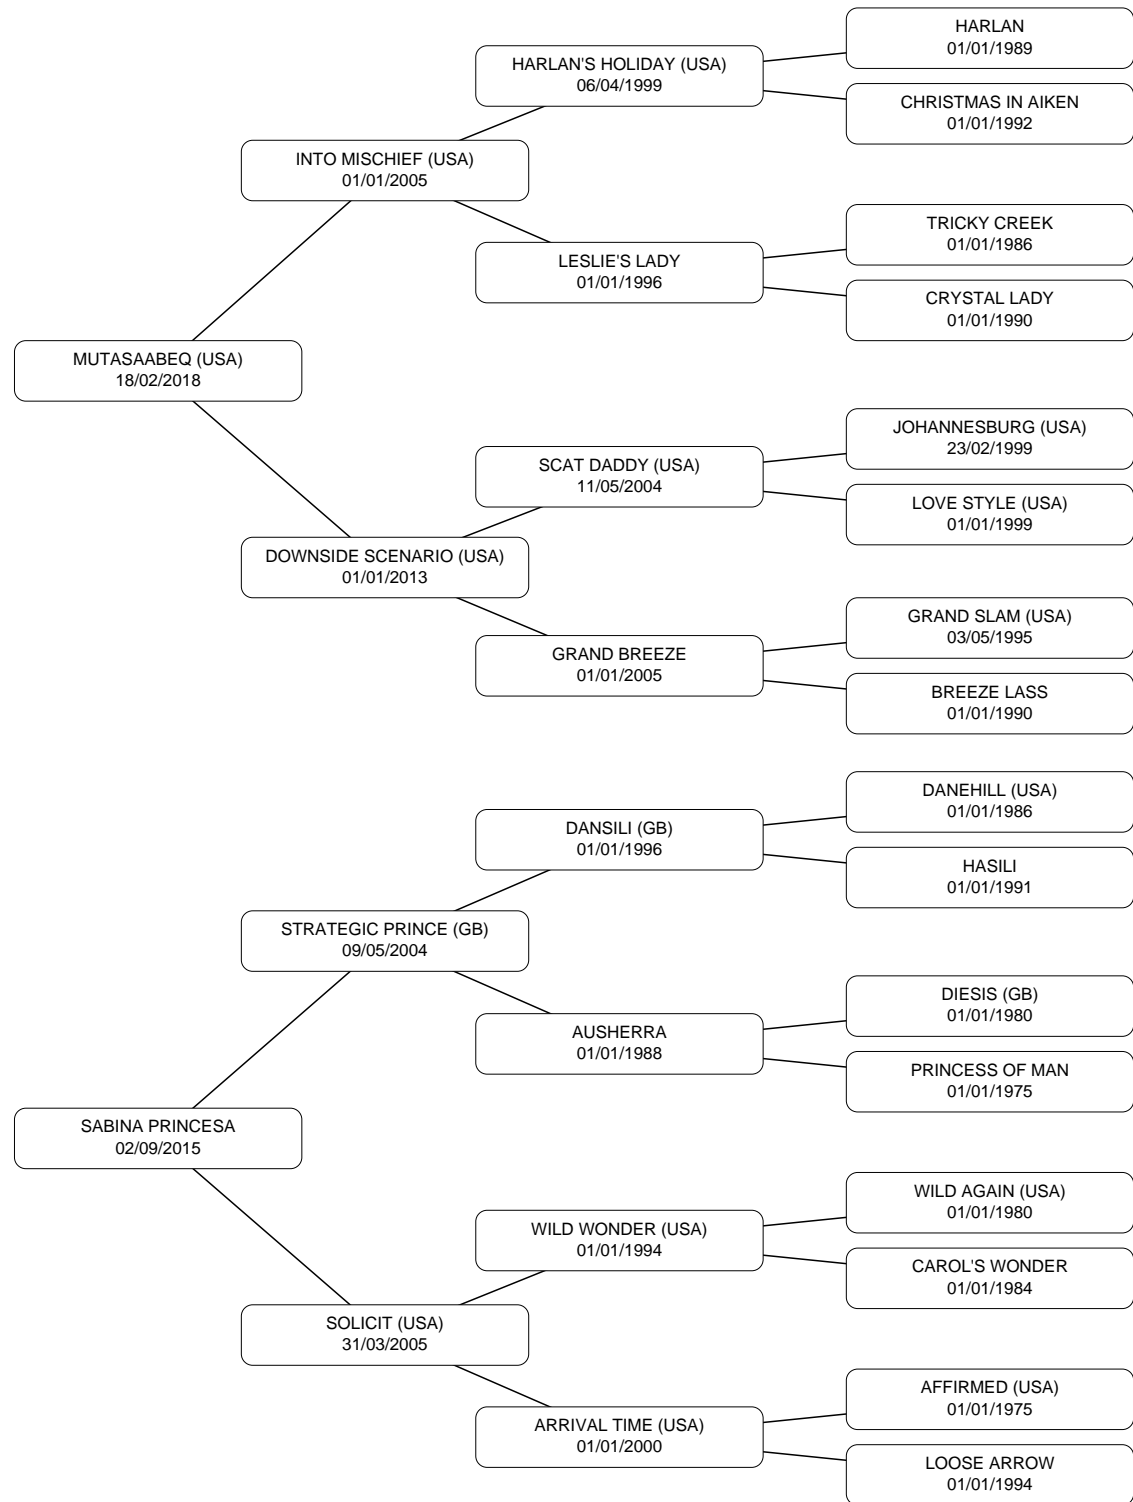 HARLAN
01/01/1989
HARLAN'S HOLIDAY (USA)
06/04/1999
CHRISTMAS IN AIKEN
01/01/1992
INTO MISCHIEF (USA)
01/01/2005
TRICKY CREEK
01/01/1986
LESLIE'S LADY
01/01/1996
CRYSTAL LADY
01/01/1990
MUTASAABEQ (USA)
18/02/2018
JOHANNESBURG (USA)
23/02/1999
SCAT DADDY (USA)
11/05/2004
LOVE STYLE (USA)
01/01/1999
DOWNSIDE SCENARIO (USA)
01/01/2013
GRAND SLAM (USA)
03/05/1995
GRAND BREEZE
01/01/2005
BREEZE LASS
01/01/1990
DANEHILL (USA)
01/01/1986
DANSILI (GB)
01/01/1996
HASILI
01/01/1991
STRATEGIC PRINCE (GB)
09/05/2004
DIESIS (GB)
01/01/1980
AUSHERRA
01/01/1988
PRINCESS OF MAN
01/01/1975
SABINA PRINCESA
02/09/2015
WILD AGAIN (USA)
01/01/1980
WILD WONDER (USA)
01/01/1994
CAROL'S WONDER
01/01/1984
SOLICIT (USA)
31/03/2005
AFFIRMED (USA)
01/01/1975
ARRIVAL TIME (USA)
01/01/2000
LOOSE ARROW
01/01/1994